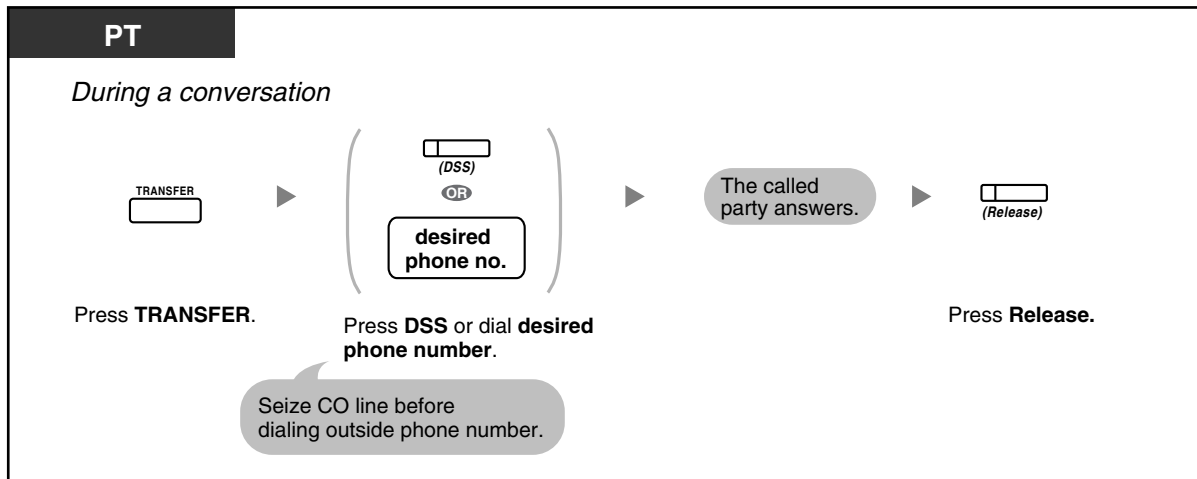 PT
During a conversation
TRANSFER
(DSS)
OR
desired
phone no.
The called
party answers.
(Release)
Press TRANSFER.
Press DSS or dial desired
phone number.
Press Release.
Seize CO line before
dialing outside phone number.